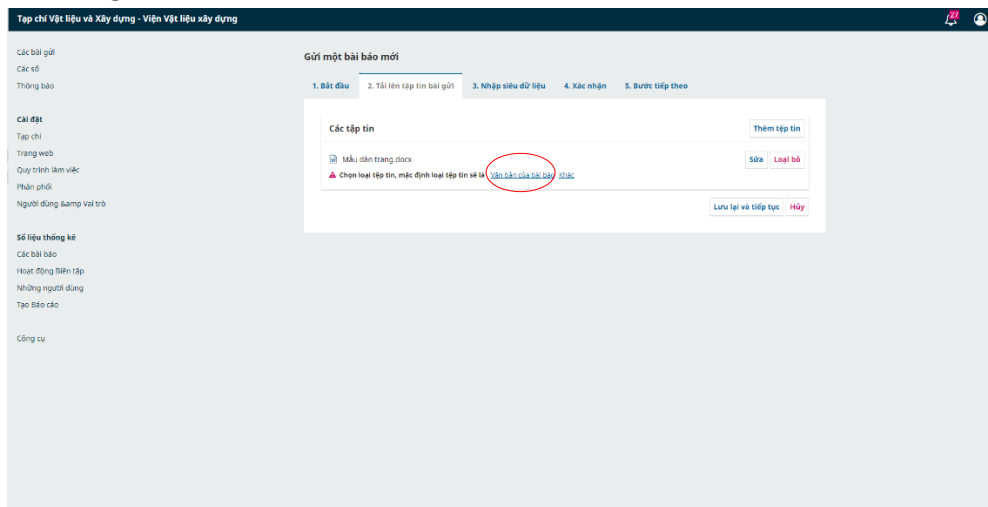 Tạp chí Vật liệu và Xây dựng - Viện Vật liệu xây dựng
27
Các bài gửi
Các số
Thông báo
Cài đặt
Tạp chí
Trang web
Quy trình làm việc
Phân phối
Người dùng &amp Vai trò
Số liệu thống kê
Các bài báo
Hoạt động Biên tập
Những người dùng
Tạo Báo cáo
Công cụ
Gửi một bài báo mới
1. Bắt đầu 2. Tải lên tập tin bài gửi 3. Nhập siêu dữ liệu 4. Xác nhận 5. Bước tiếp theo
Các tập tin Thêm tệp tin
Mẫu dàn trang.docx Sửa Loại bỏ
Chọn loại tệp tin, mặc định loại tệp tin sẽ là Văn bản của bài báo Khác
Lưu lại và tiếp tục Hủy